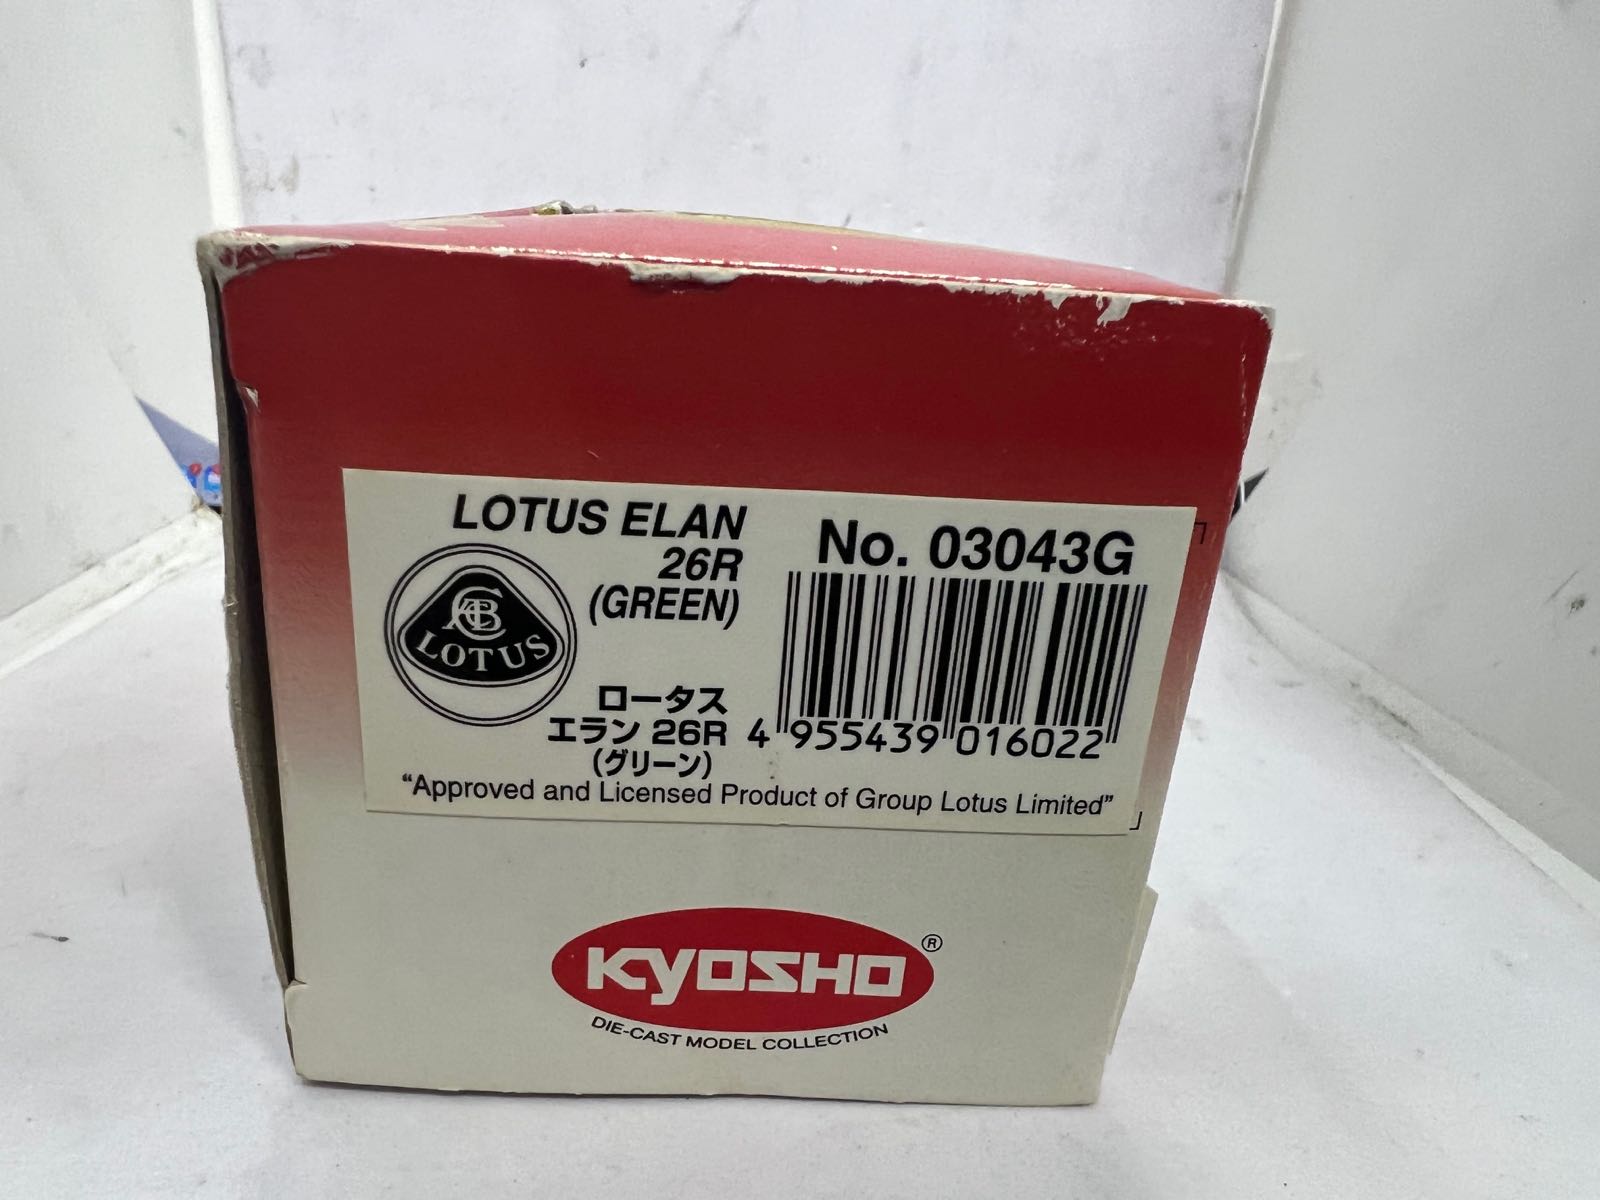 LOTUS ELAN
26R
(GREEN)
LOTUS
ロータス
エラン 26R
(グリーン)
No. 03043G
4 955439 016022
“Approved and Licensed Product of Group Lotus Limited”
KYOSHO ®
DIE-CAST MODEL COLLECTION